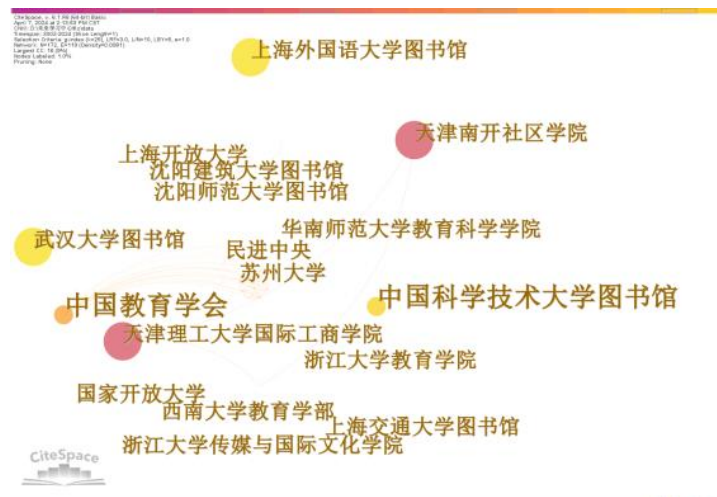 上海外国语大学图书馆
天津南开社区学院
上海开放大学
沈阳建筑大学图书馆
沈阳师范大学图书馆
华南师范大学教育科学学院
武汉大学图书馆
民进中央
苏州大学
中国教育学会
中国科学技术大学图书馆
天津理工大学国际工商学院
浙江大学教育学院
国家开放大学
西南大学教育学部
上海交通大学图书馆
浙江大学传媒与国际文化学院
CiteSpace